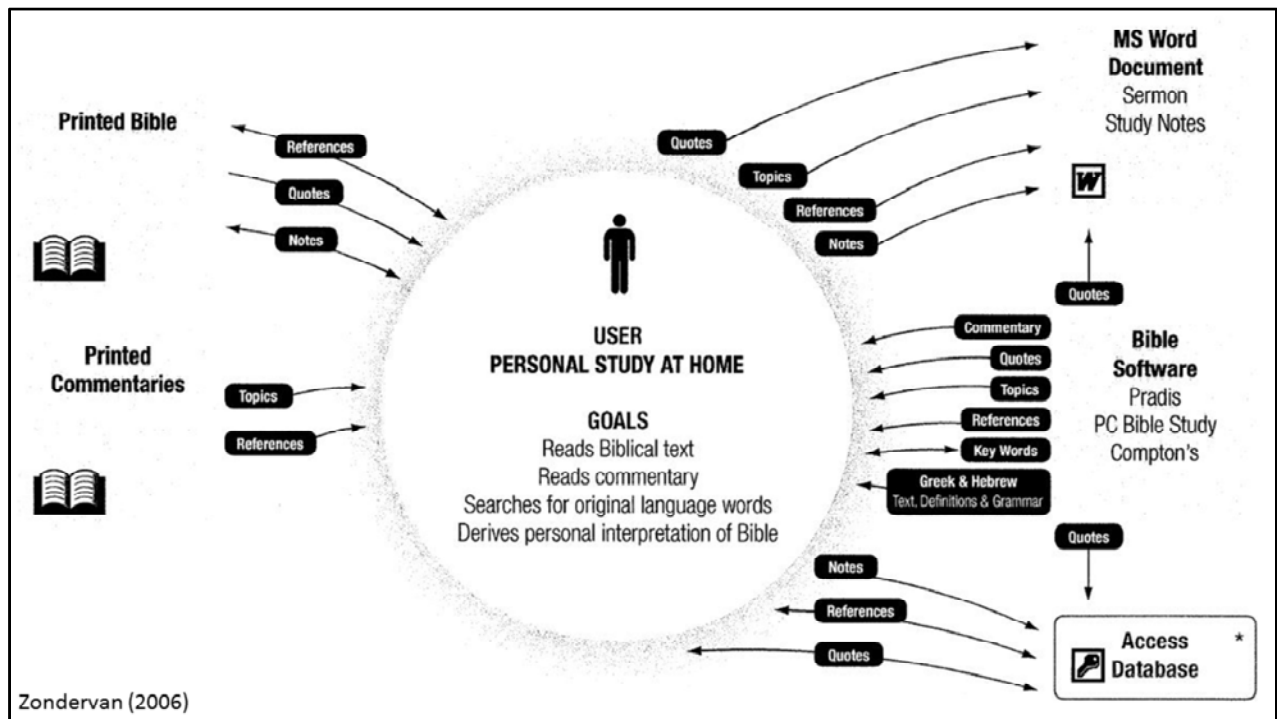 Printed Bible
References
Quotes
Notes
Printed
Commentaries
Topics
References
USER
PERSONAL STUDY AT HOME
GOALS
Reads Biblical text
Reads commentary
Searches for original language words
Derives personal interpretation of Bible
Quotes
Topics
References
Notes
MS Word
Document
Sermon
Study Notes
W
Quotes
Commentary
Quotes
Topics
References
Key Words
Greek & Hebrew
Text, Definitions & Grammar
Bible
Software
Pradis
PC Bible Study
Compton's
Quotes
Notes
References
Quotes
Access *
Database
Zondervan (2006)